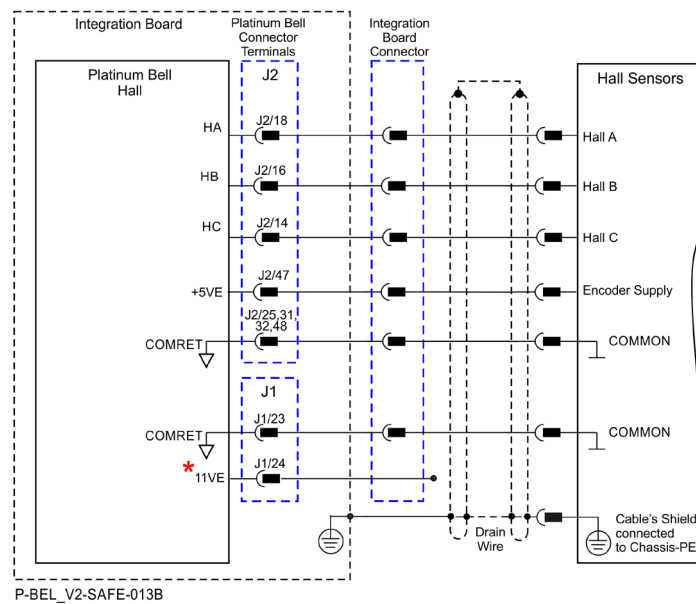 Integration Board
Platinum Bell
Connector
Terminals
Integration
Board
Connector
Platinum Bell
Hall
J2
Hall Sensors
HA
J2/18
Hall A
HB
J2/16
Hall B
HC
J2/14
Hall C
+5VE
J2/47
Encoder Supply
J2/25,31,
32,48
COMRET
COMMON
J1
COMRET
J1/23
COMMON
* 11VE
J1/24
Drain
Wire
Cable's Shield
connected
to Chassis-PE
P-BEL_V2-SAFE-013B